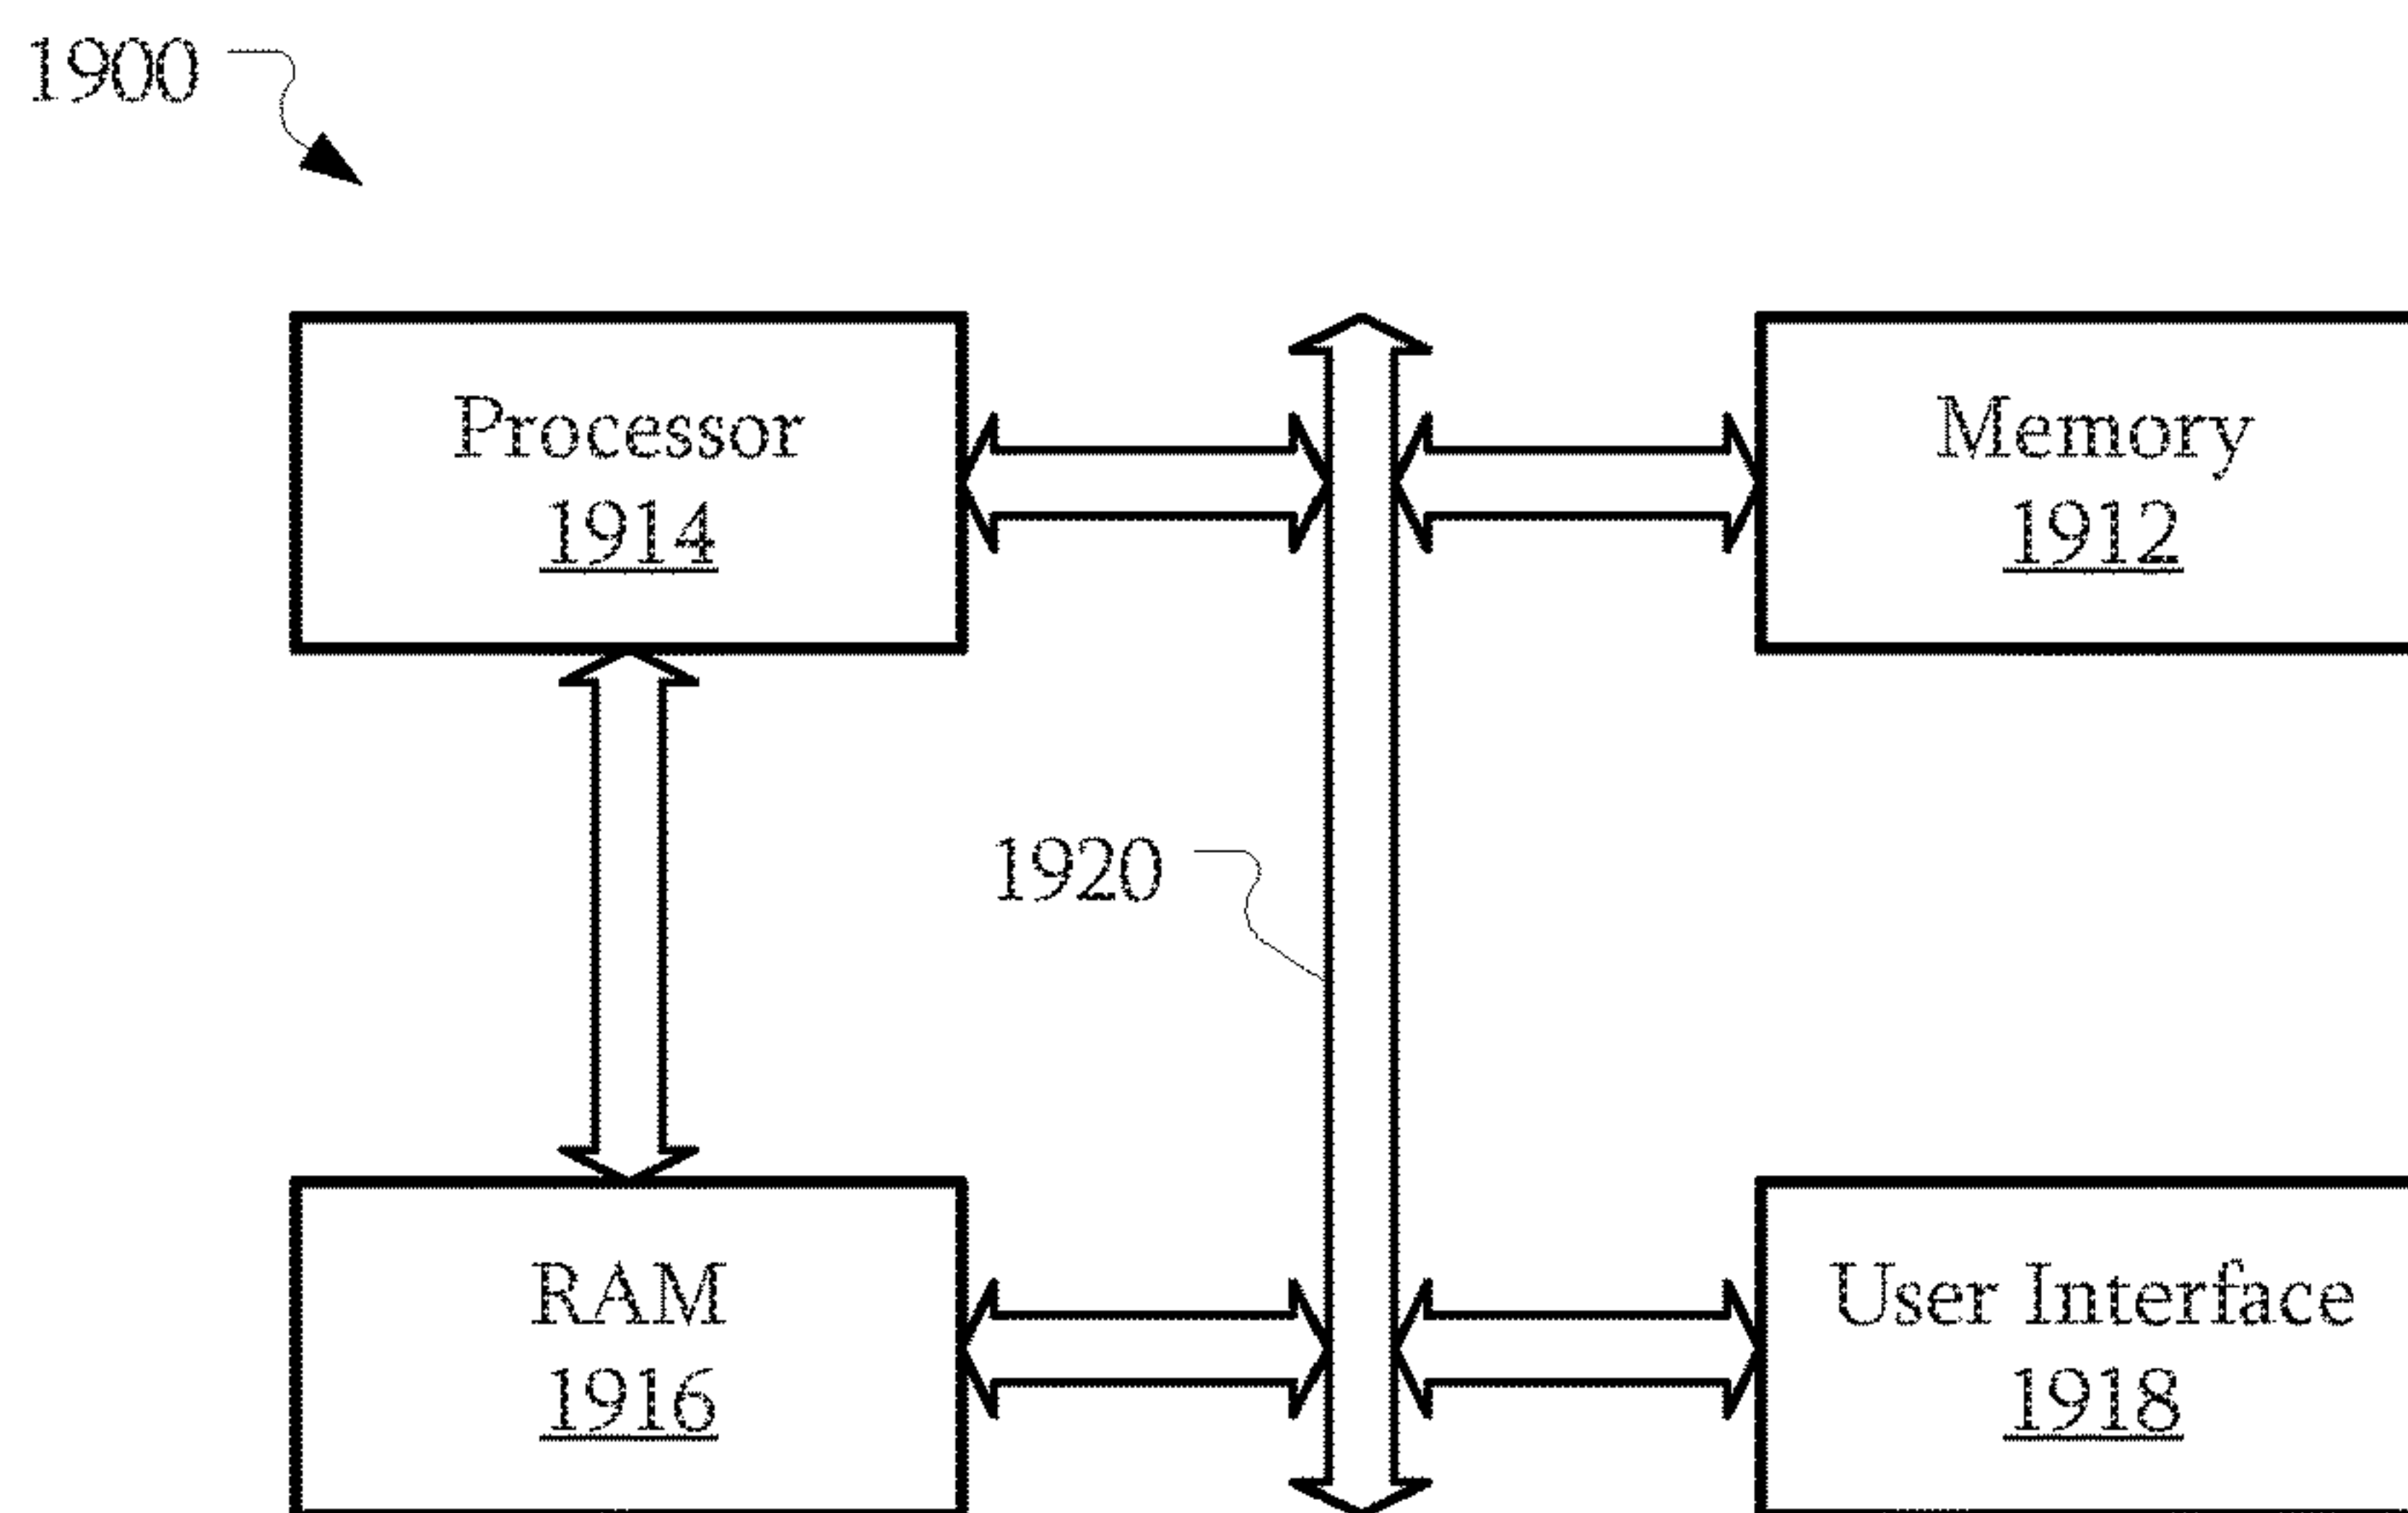 1900
Processor
1914
Memory
1912
1920
RAM
1916
User Interface
1918